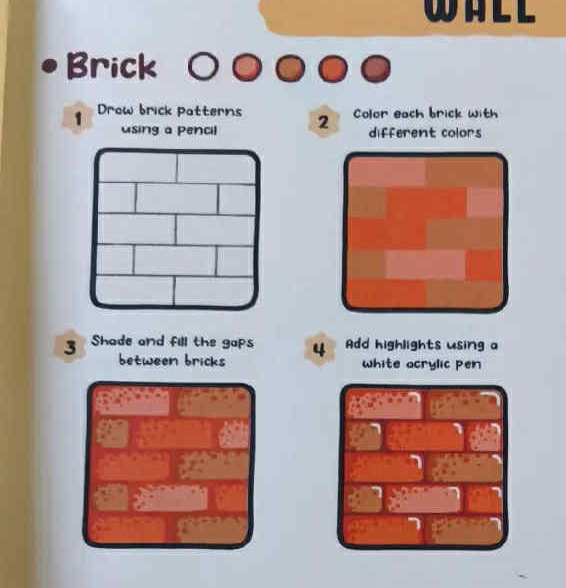 WALL
• Brick
1
Draw brick patterns
using a pencil
2
Color each brick with
different colors
3
Shade and fill the gaps
between bricks
4
Add highlights using a
white acrylic pen